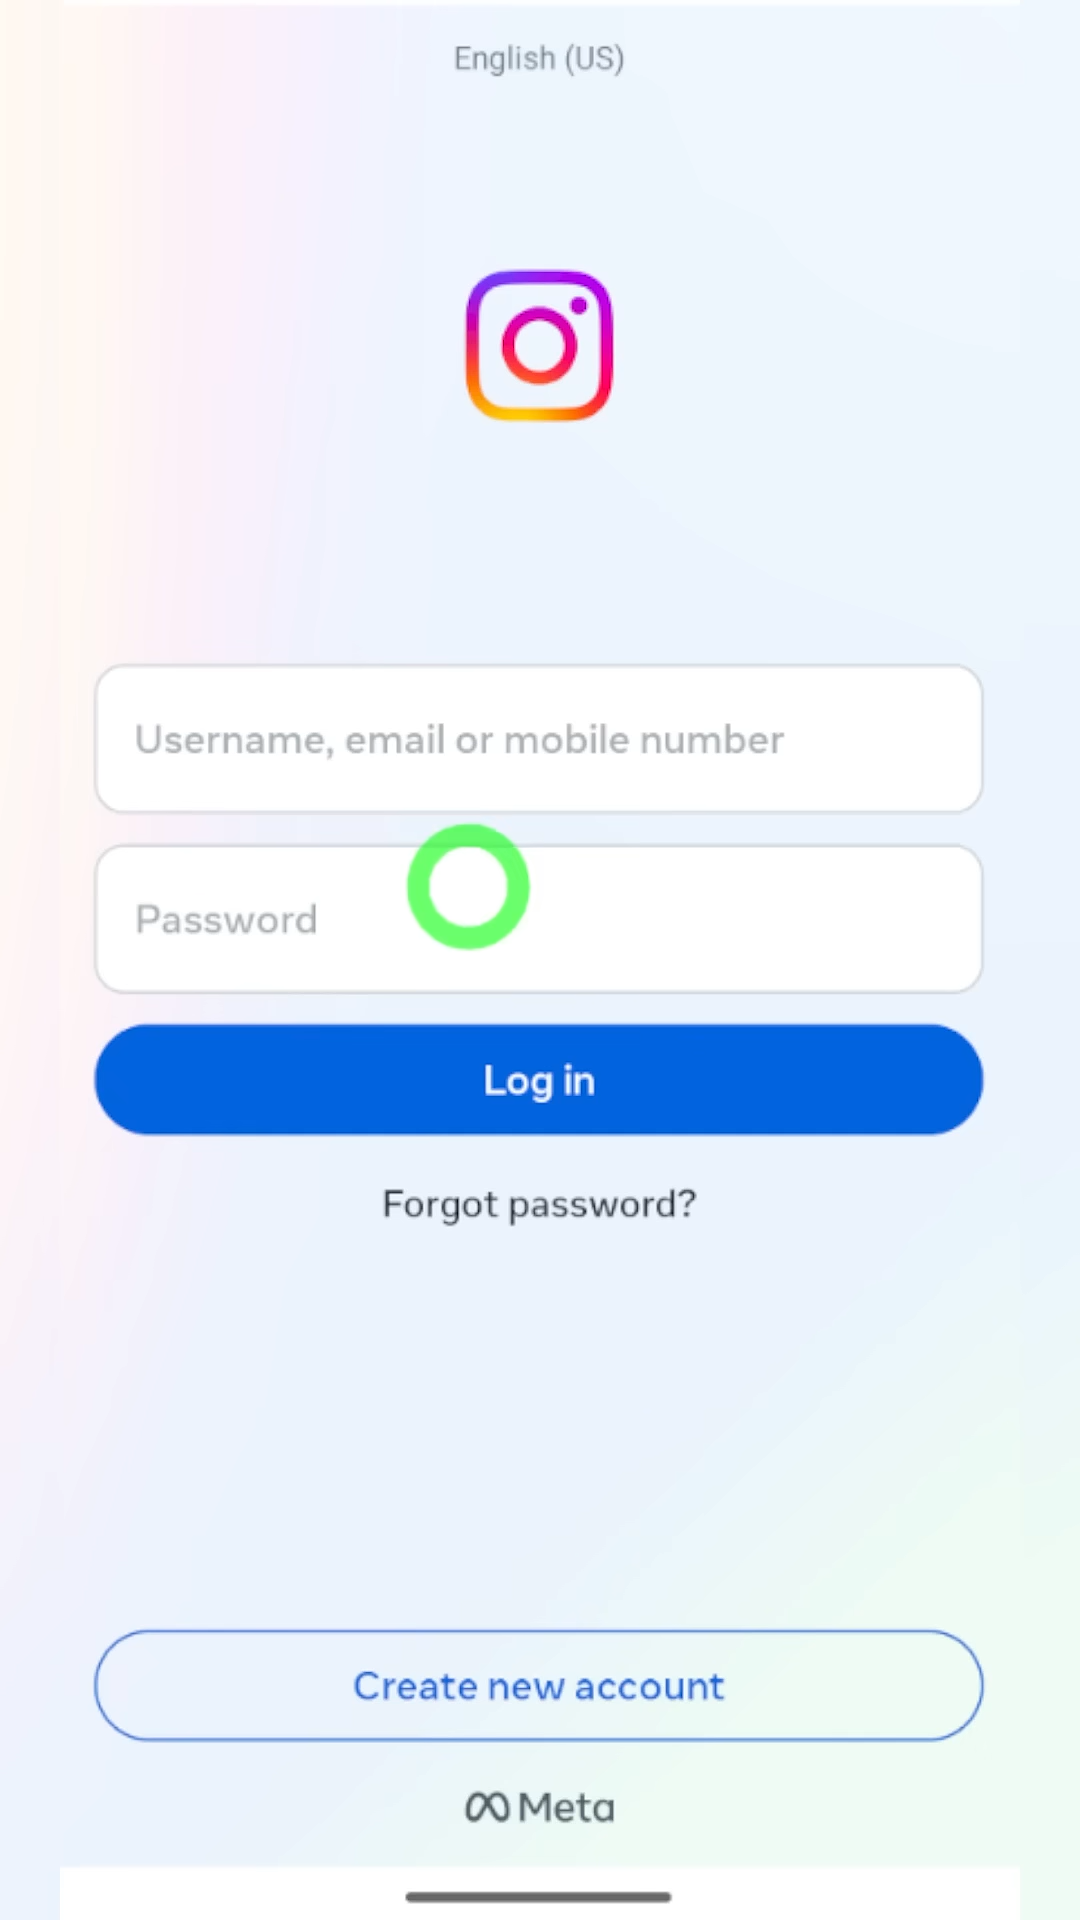 English (US)
Username, email or mobile number
Password
Log in
Forgot password?
Create new account
Meta